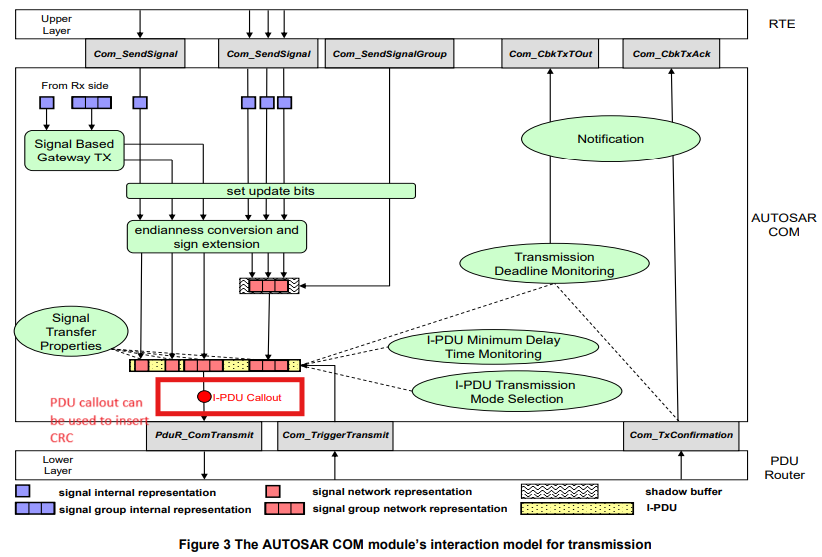 Upper
Layer
RTE
Com_SendSignal
Com_SendSignal
Com_SendSignalGroup
Com_CbkTxTOut
Com_CbkTxAck
From Rx side
Signal Based
Gateway TX
Notification
set update bits
AUTOSAR
COM
endianness conversion and
sign extension
Transmission
Deadline Monitoring
Signal
Transfer
Properties
I-PDU Minimum Delay
Time Monitoring
I-PDU Transmission
Mode Selection
I-PDU Callout
PDU callout can
be used to insert
CRC
PduR_ComTransmit
Com_TriggerTransmit
Com_TxConfirmation
Lower
Layer
PDU
Router
signal internal representation
signal network representation
shadow buffer
signal group internal representation
signal group network representation
I-PDU
Figure 3 The AUTOSAR COM module's interaction model for transmission